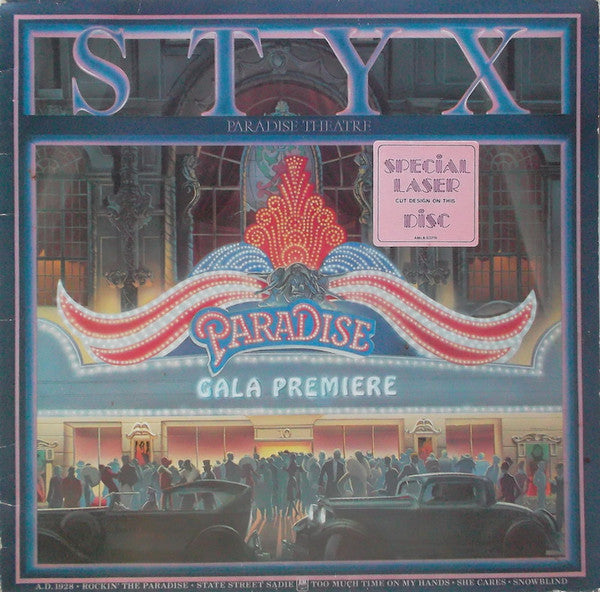 STYX
PARADISE THEATRE
SPECIAL
LASER
CUT DESIGN ON THIS
DISC
PARADISE
GALA PREMIERE
10
A.D. 1928 • ROCKIN' THE PARADISE • STATE STREET SADIE • TOO MUCH TIME ON MY HANDS • SHE CARES • SNOWBLIND